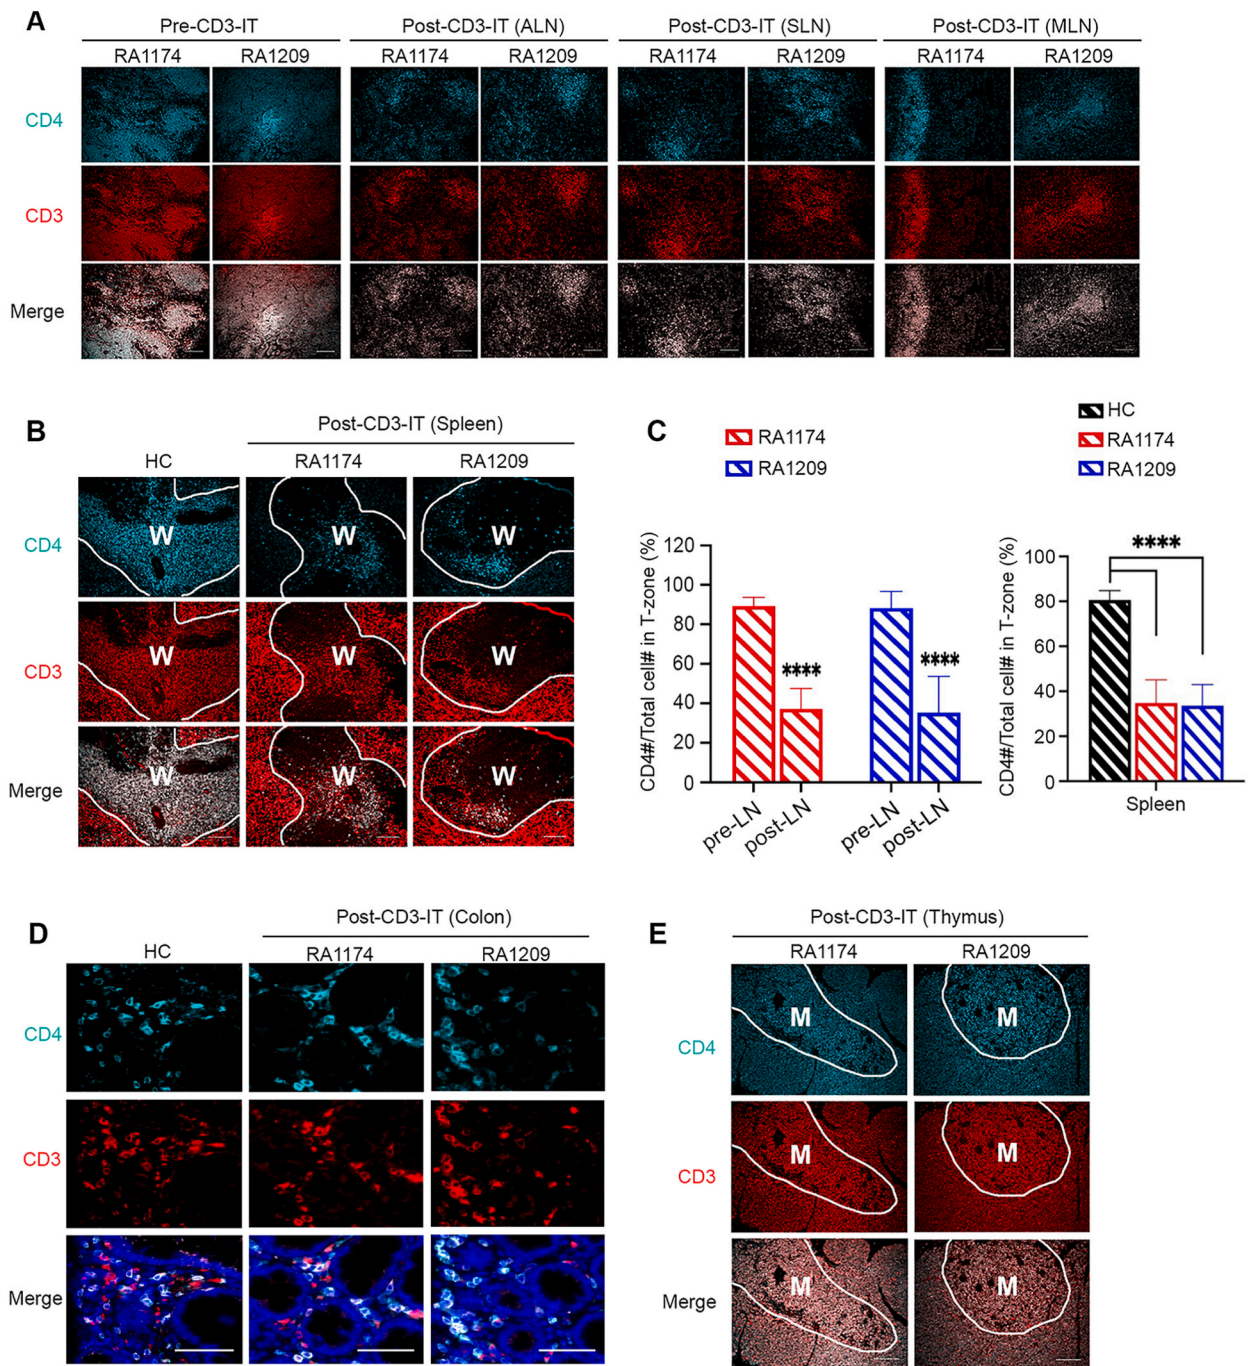 A
Pre-CD3-IT Post-CD3-IT (ALN) Post-CD3-IT (SLN) Post-CD3-IT (MLN)
RA1174 RA1209 RA1174 RA1209 RA1174 RA1209 RA1174 RA1209
CD4
CD3
Merge
B
Post-CD3-IT (Spleen)
HC RA1174 RA1209
CD4 W W W
CD3 W W W
Merge W W W
C
RA1174
RA1209
CD4#/Total cell# in T-zone (%)
120
100
80
60
40
20
0
**** ****
pre-LN post-LN pre-LN post-LN
HC
RA1174
RA1209
CD4#/Total cell# in T-zone (%)
100
80
60
40
20
0
****
Spleen
D
Post-CD3-IT (Colon)
HC RA1174 RA1209
CD4
CD3
Merge
E
Post-CD3-IT (Thymus)
RA1174 RA1209
CD4 M M
CD3 M M
Merge M M